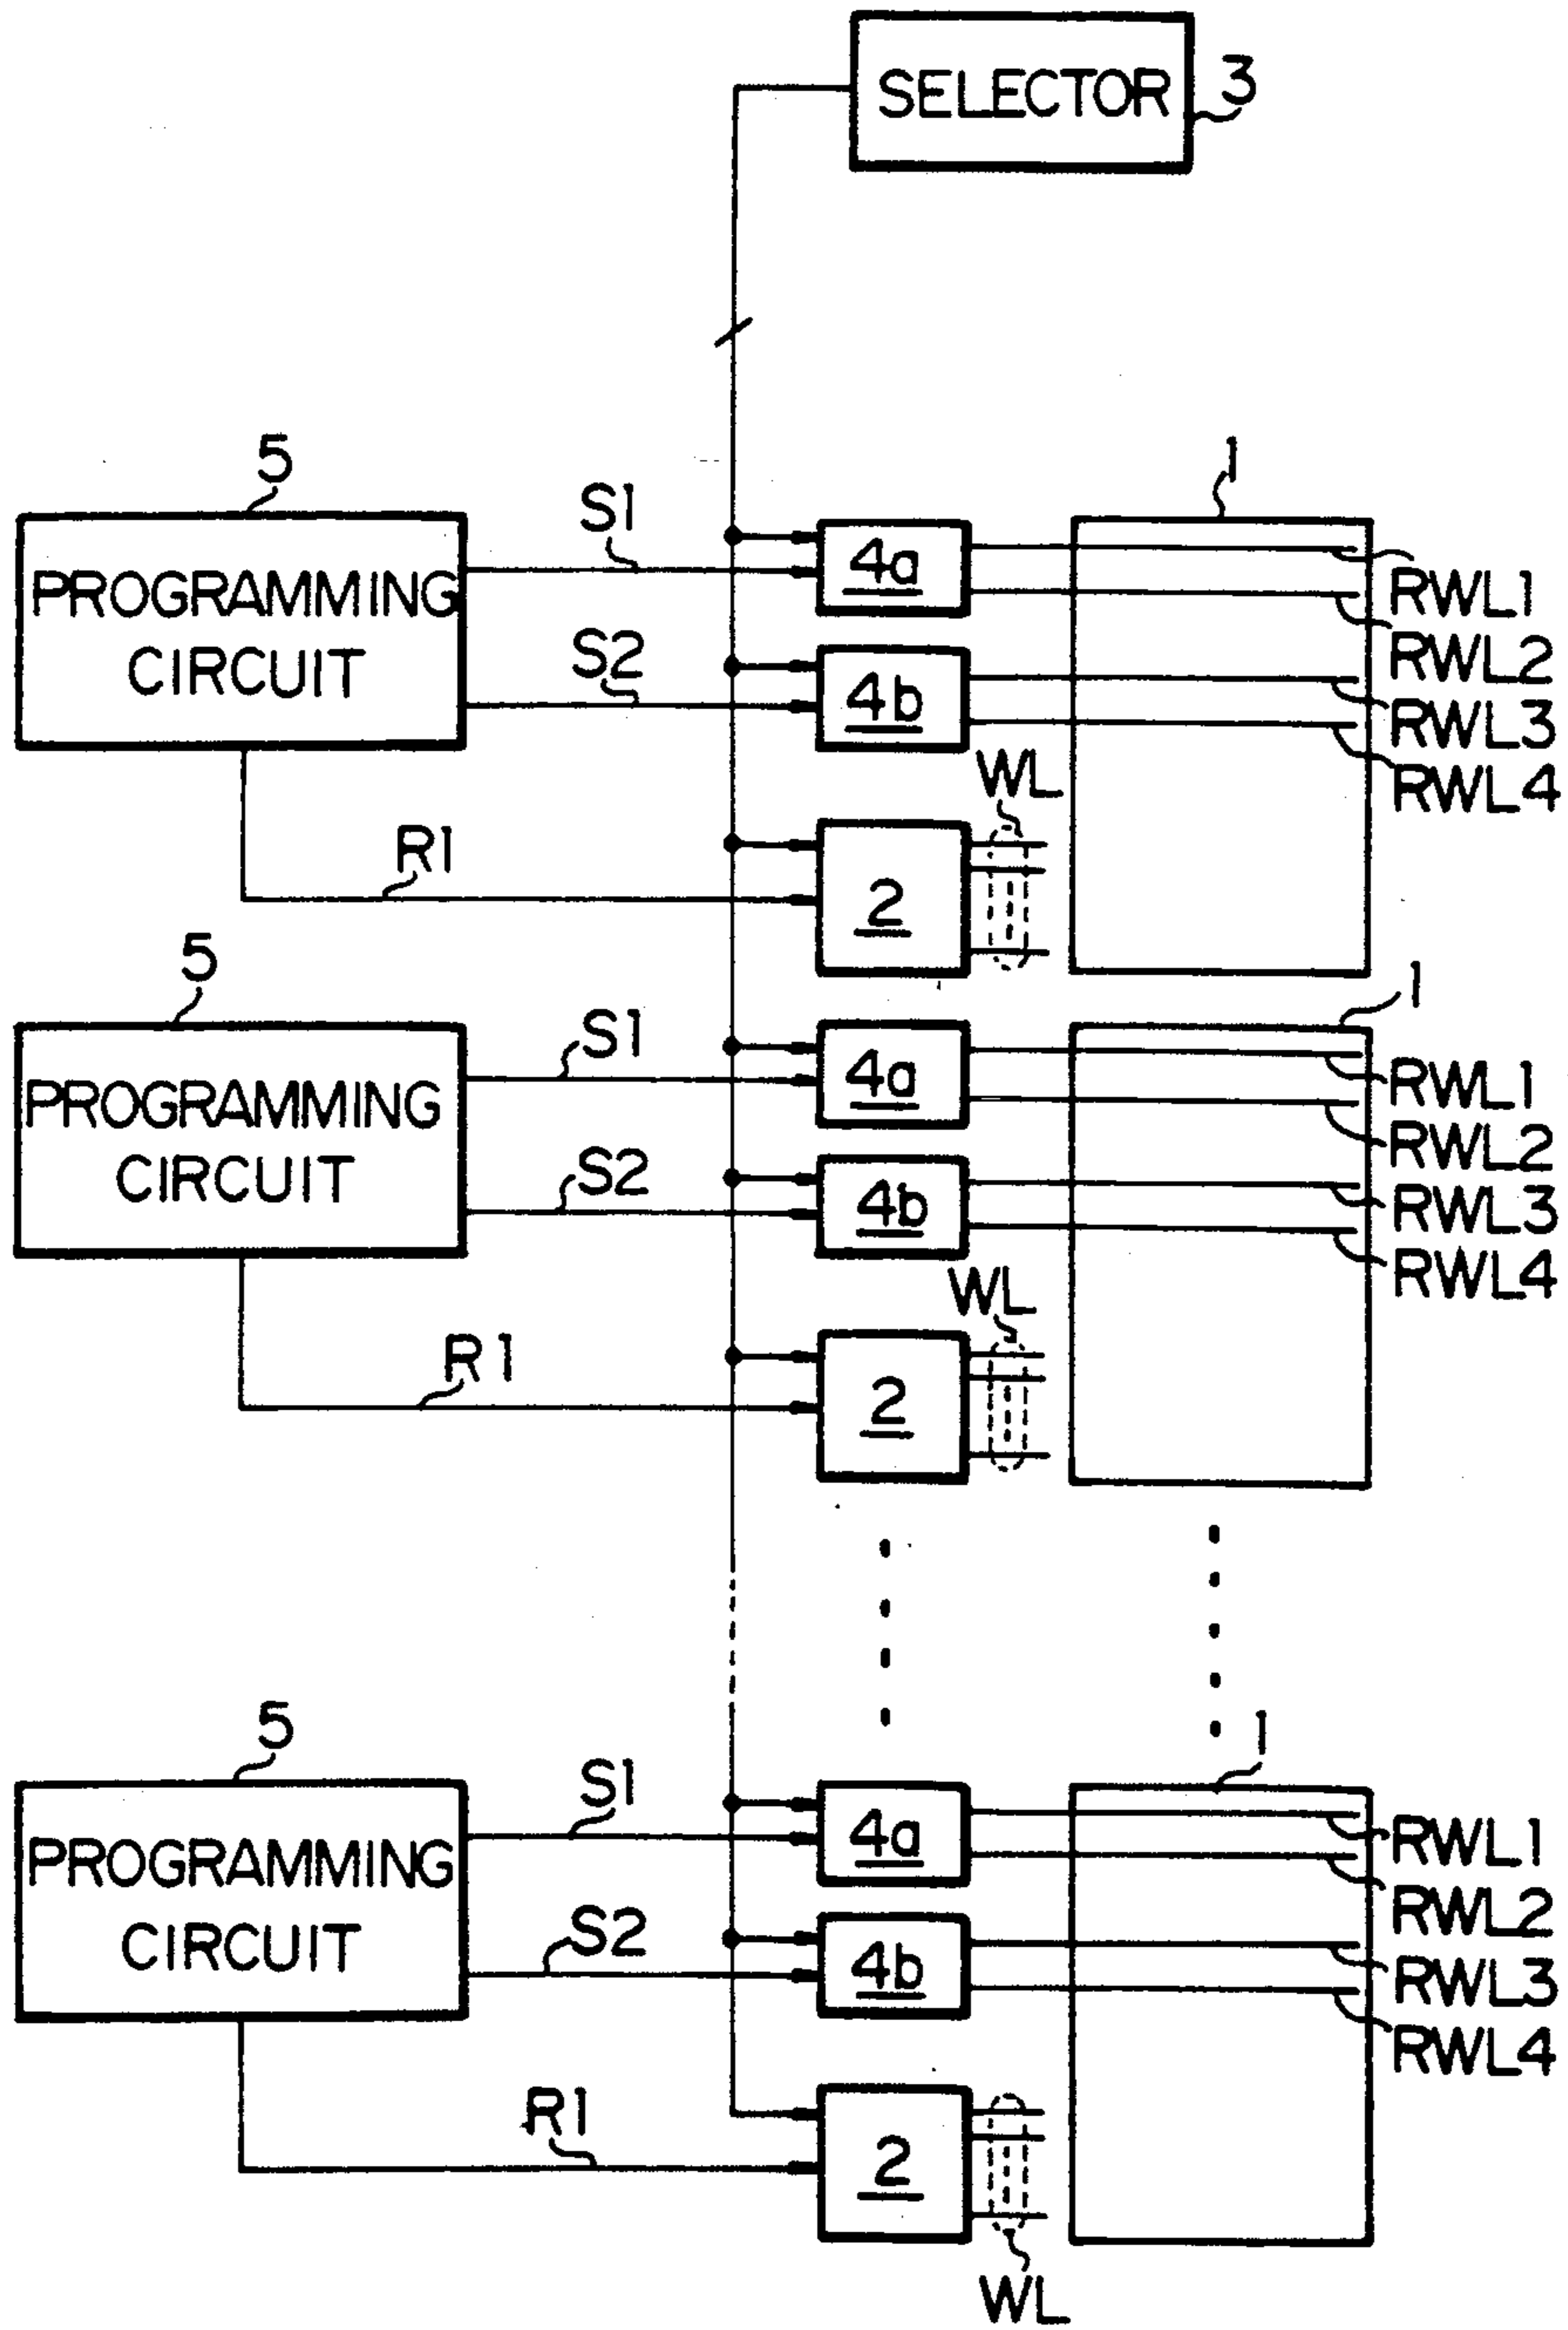 SELECTOR
3
5
S1
1
PROGRAMMING
CIRCUIT
4a
RWL1
S2
RWL2
4b
RWL3
WL
RWL4
R1
2
5
1
S1
PROGRAMMING
CIRCUIT
4a
RWL1
RWL2
S2
4b
RWL3
WL
RWL4
R1
2
5
1
S1
PROGRAMMING
CIRCUIT
4a
RWL1
RWL2
S2
4b
RWL3
RWL4
R1
2
WL